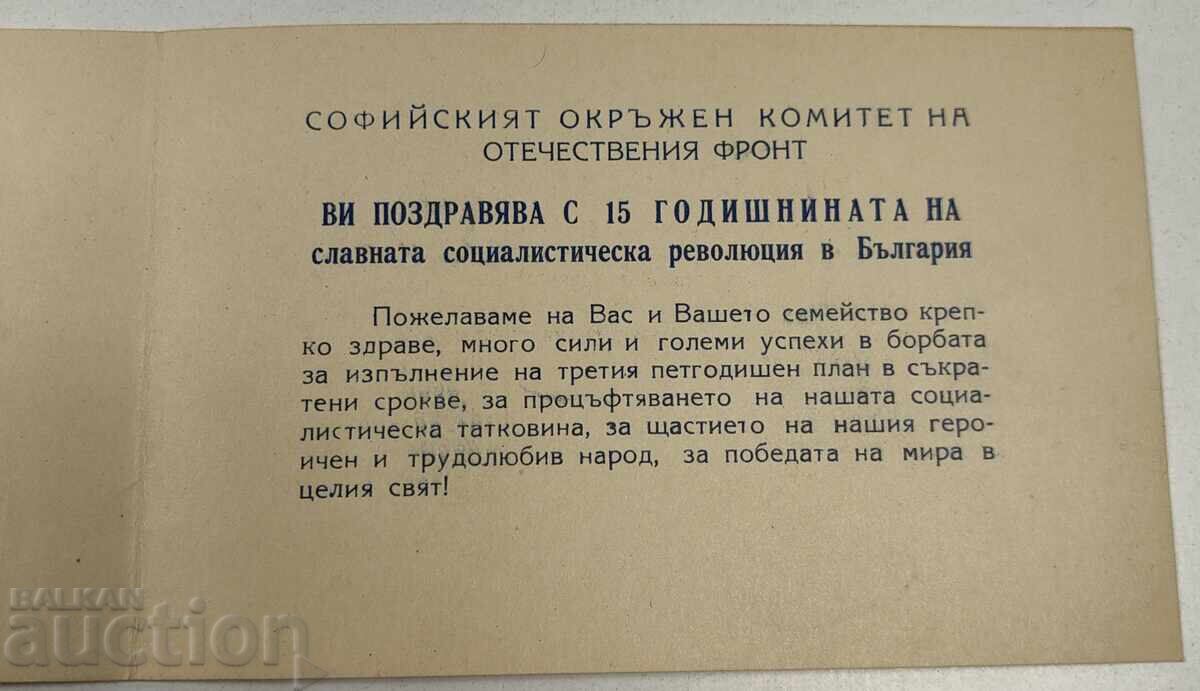 СОФИЙСКИЯТ ОКРЪЖЕН КОМИТЕТ НА
ОТЕЧЕСТВЕНИЯ ФРОНТ
ВИ ПОЗДРАВЯВА С 15 ГОДИШНИНАТА НА
славната социалистическа революция в България
Пожелаваме на Вас и Вашето семейство креп-
ко здраве, много сили и големи успехи в борбата
за изпълнение на третия петгодишен план в съкра-
тени срокве, за процъфтяването на нашата социа-
листическа татковина, за щастието на нашия геро-
ичен и трудолюбив народ, за победата на мира в
целия свят!
BALKAN
auction